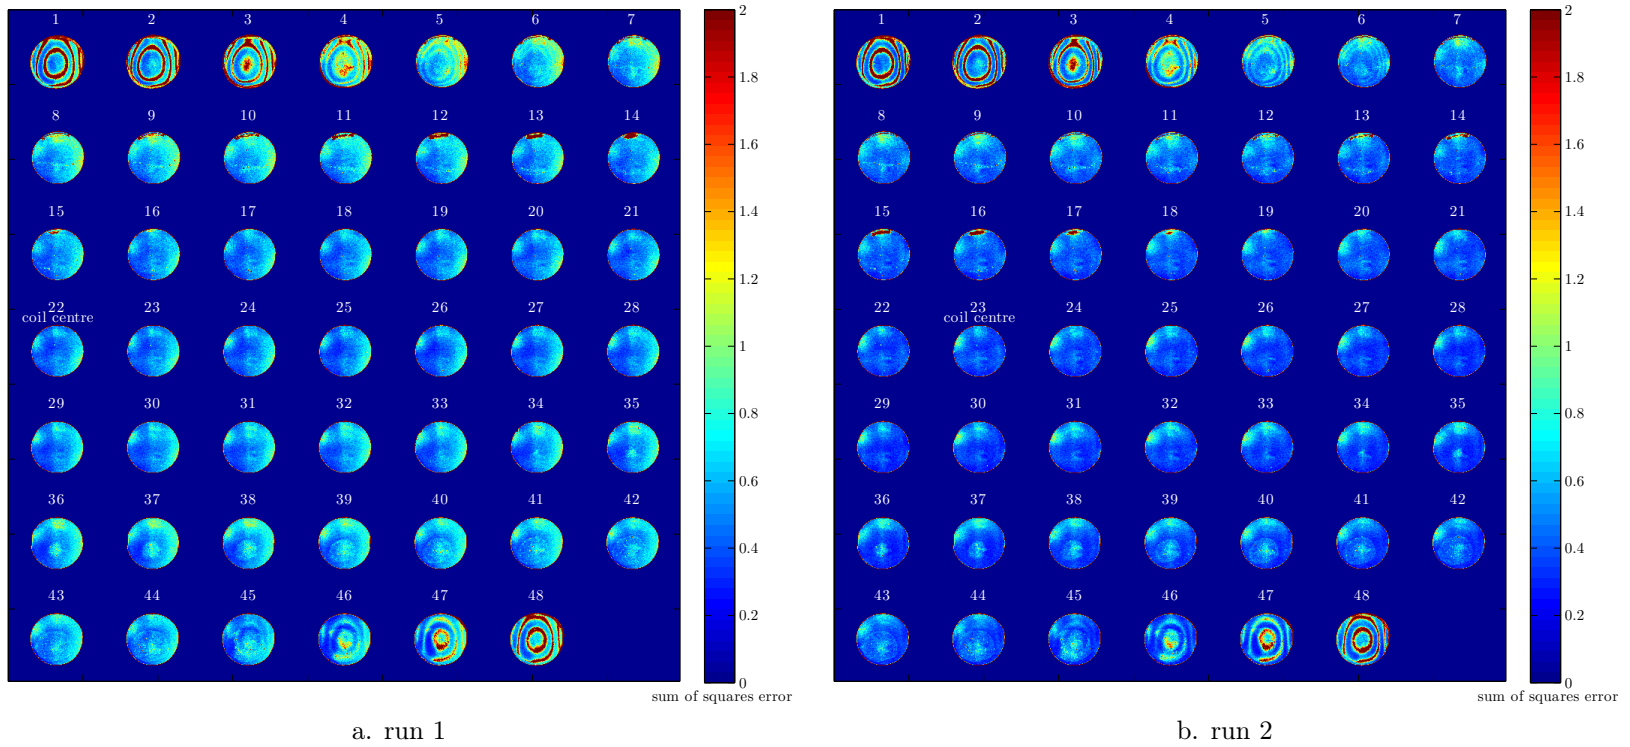 1 2 3 4 5 6 7
8 9 10 11 12 13 14
15 16 17 18 19 20 21
22 23 24 25 26 27 28
coil centre
29 30 31 32 33 34 35
36 37 38 39 40 41 42
43 44 45 46 47 48
2
1.8
1.6
1.4
1.2
1
0.8
0.6
0.4
0.2
0
sum of squares error
a. run 1
1 2 3 4 5 6 7
8 9 10 11 12 13 14
15 16 17 18 19 20 21
22 23 24 25 26 27 28
coil centre
29 30 31 32 33 34 35
36 37 38 39 40 41 42
43 44 45 46 47 48
2
1.8
1.6
1.4
1.2
1
0.8
0.6
0.4
0.2
0
sum of squares error
b. run 2